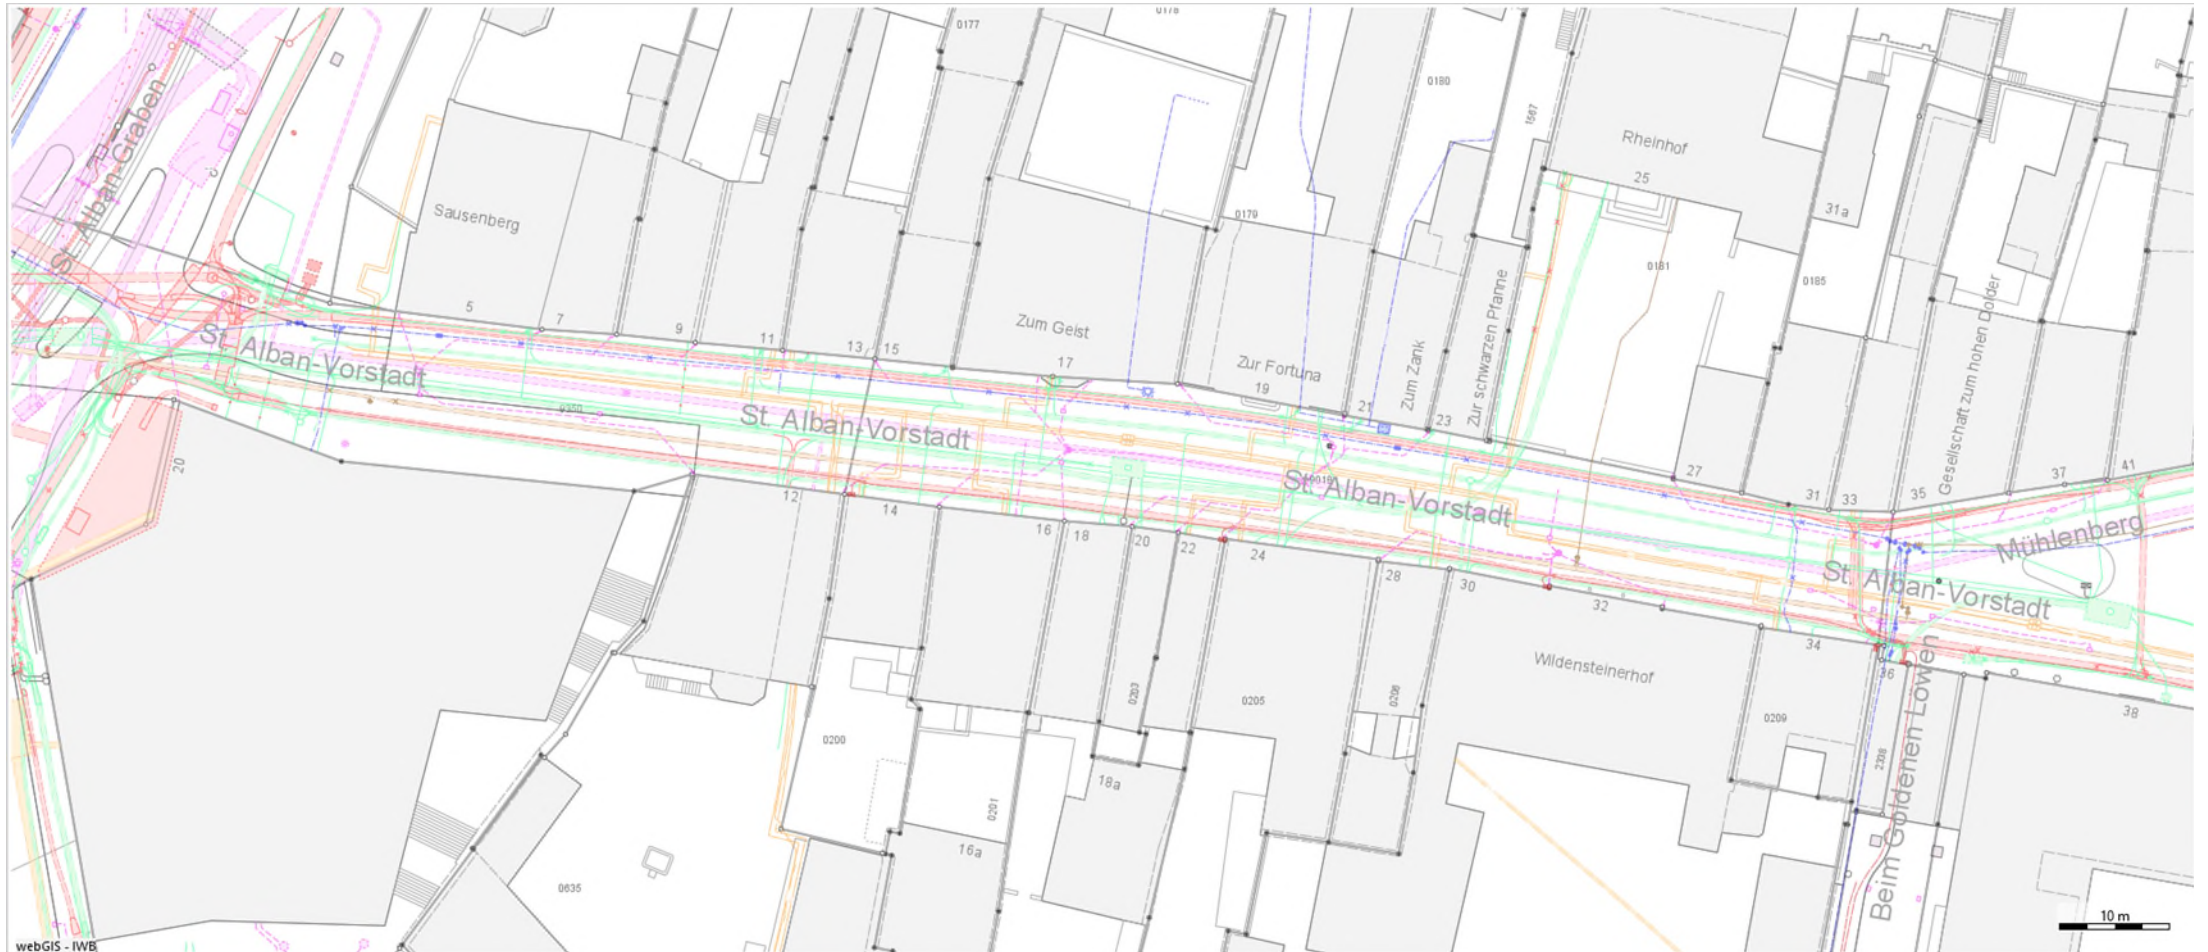 0177
0178
0180
1567
St. Alban-Graben
Sausenberg
Rheinhof
25
31a
0179
0181
0185
Zum Geist
Zur Fortuna
Zum Zank
Zur schwarzen Pfanne
Gesellschaft zum hohen Dolder
5
7
9
11
13
15
17
19
21
23
27
31
33
35
37
41
St. Alban-Vorstadt
St. Alban-Vorstadt
St. Alban-Vorstadt
St. Alban-Vorstadt
Mühlenberg
20
12
14
16
18
20
22
24
28
30
32
34
36
38
Wildensteinerhof
0200
0201
0203
0205
0206
0209
2308
Beim Goldenen Löwen
18a
16a
0635
webGIS - IWB
10 m